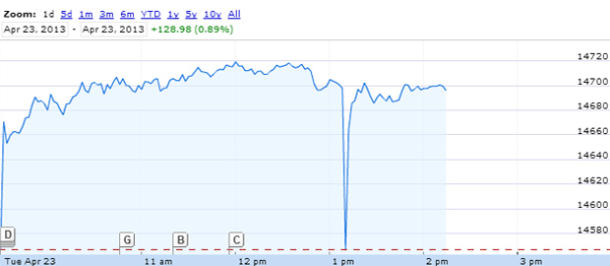 Zoom: 1d 5d 1m 3m 6m YTD 1y 5y 10y All
Apr 23, 2013 - Apr 23, 2013 +128.98 (0.89%)
14720
14700
14680
14660
14640
14620
14600
14580
D G B C
Tue Apr 23 11 am 12 pm 1 pm 2 pm 3 pm